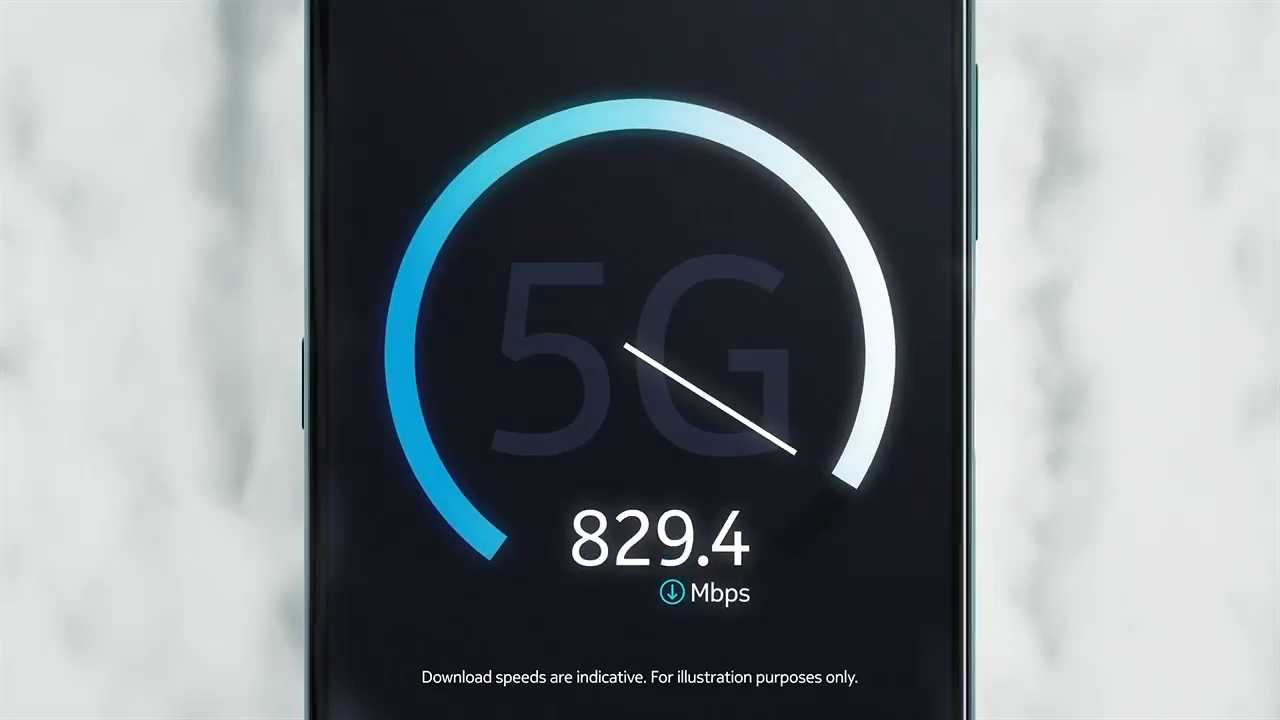 5G
829.4
Mbps
Download speeds are indicative. For illustration purposes only.